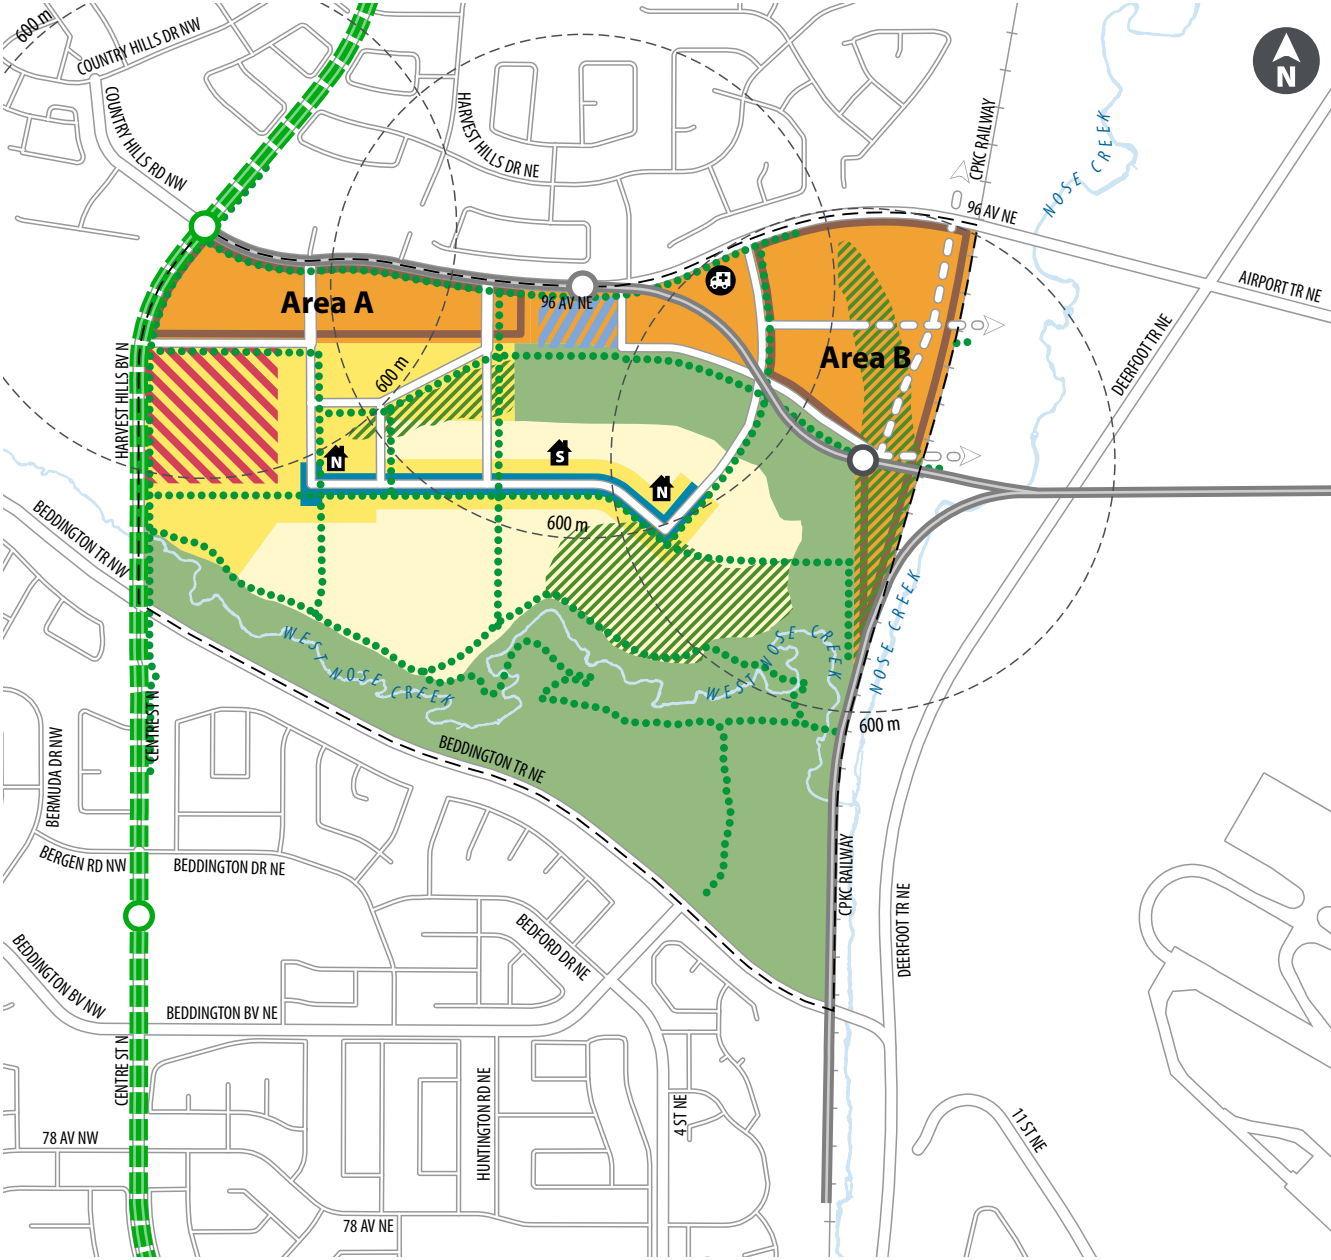 600 m
COUNTRY HILLS DR NW
COUNTRY HILLS RD NW
HARVEST HILLS DR NE
CPKC RAILWAY
NOSE CREEK
N
96 AV NE
AIRPORT TR NE
DEERFOOT TR NE
Area A
96 AV NE
Area B
600 m
HARVEST HILLS BV N
N
S
N
600 m
BEDDINGTON TR NW
WEST NOSE CREEK
WEST NOSE CREEK
NOSE CREEK
600 m
CENTRE ST N
BERMUDA DR NW
BEDDINGTON TR NE
BERGEN RD NW
BEDDINGTON DR NE
CPKC RAILWAY
DEERFOOT TR NE
BEDFORD DR NE
BEDDINGTON BV NW
BEDDINGTON BV NE
CENTRE ST N
HUNTINGTON RD NE
4 ST NE
11 ST NE
78 AV NW
78 AV NE